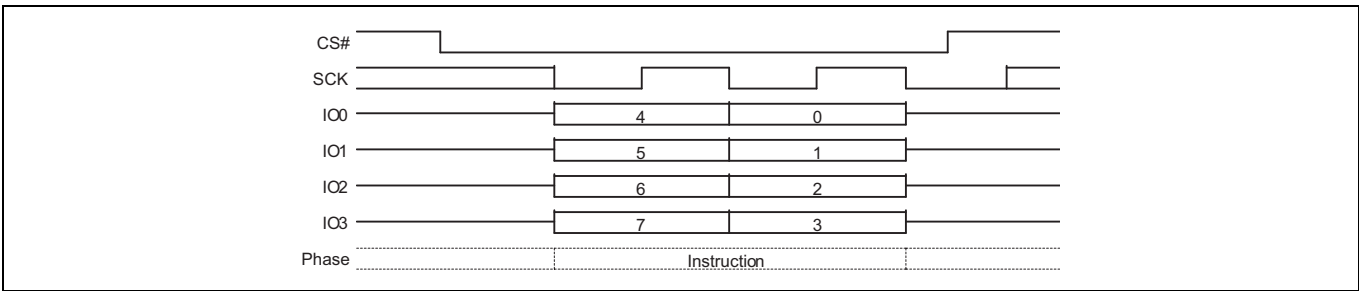 CS#
SCK
IO0 4 0
IO1 5 1
IO2 6 2
IO3 7 3
Phase Instruction